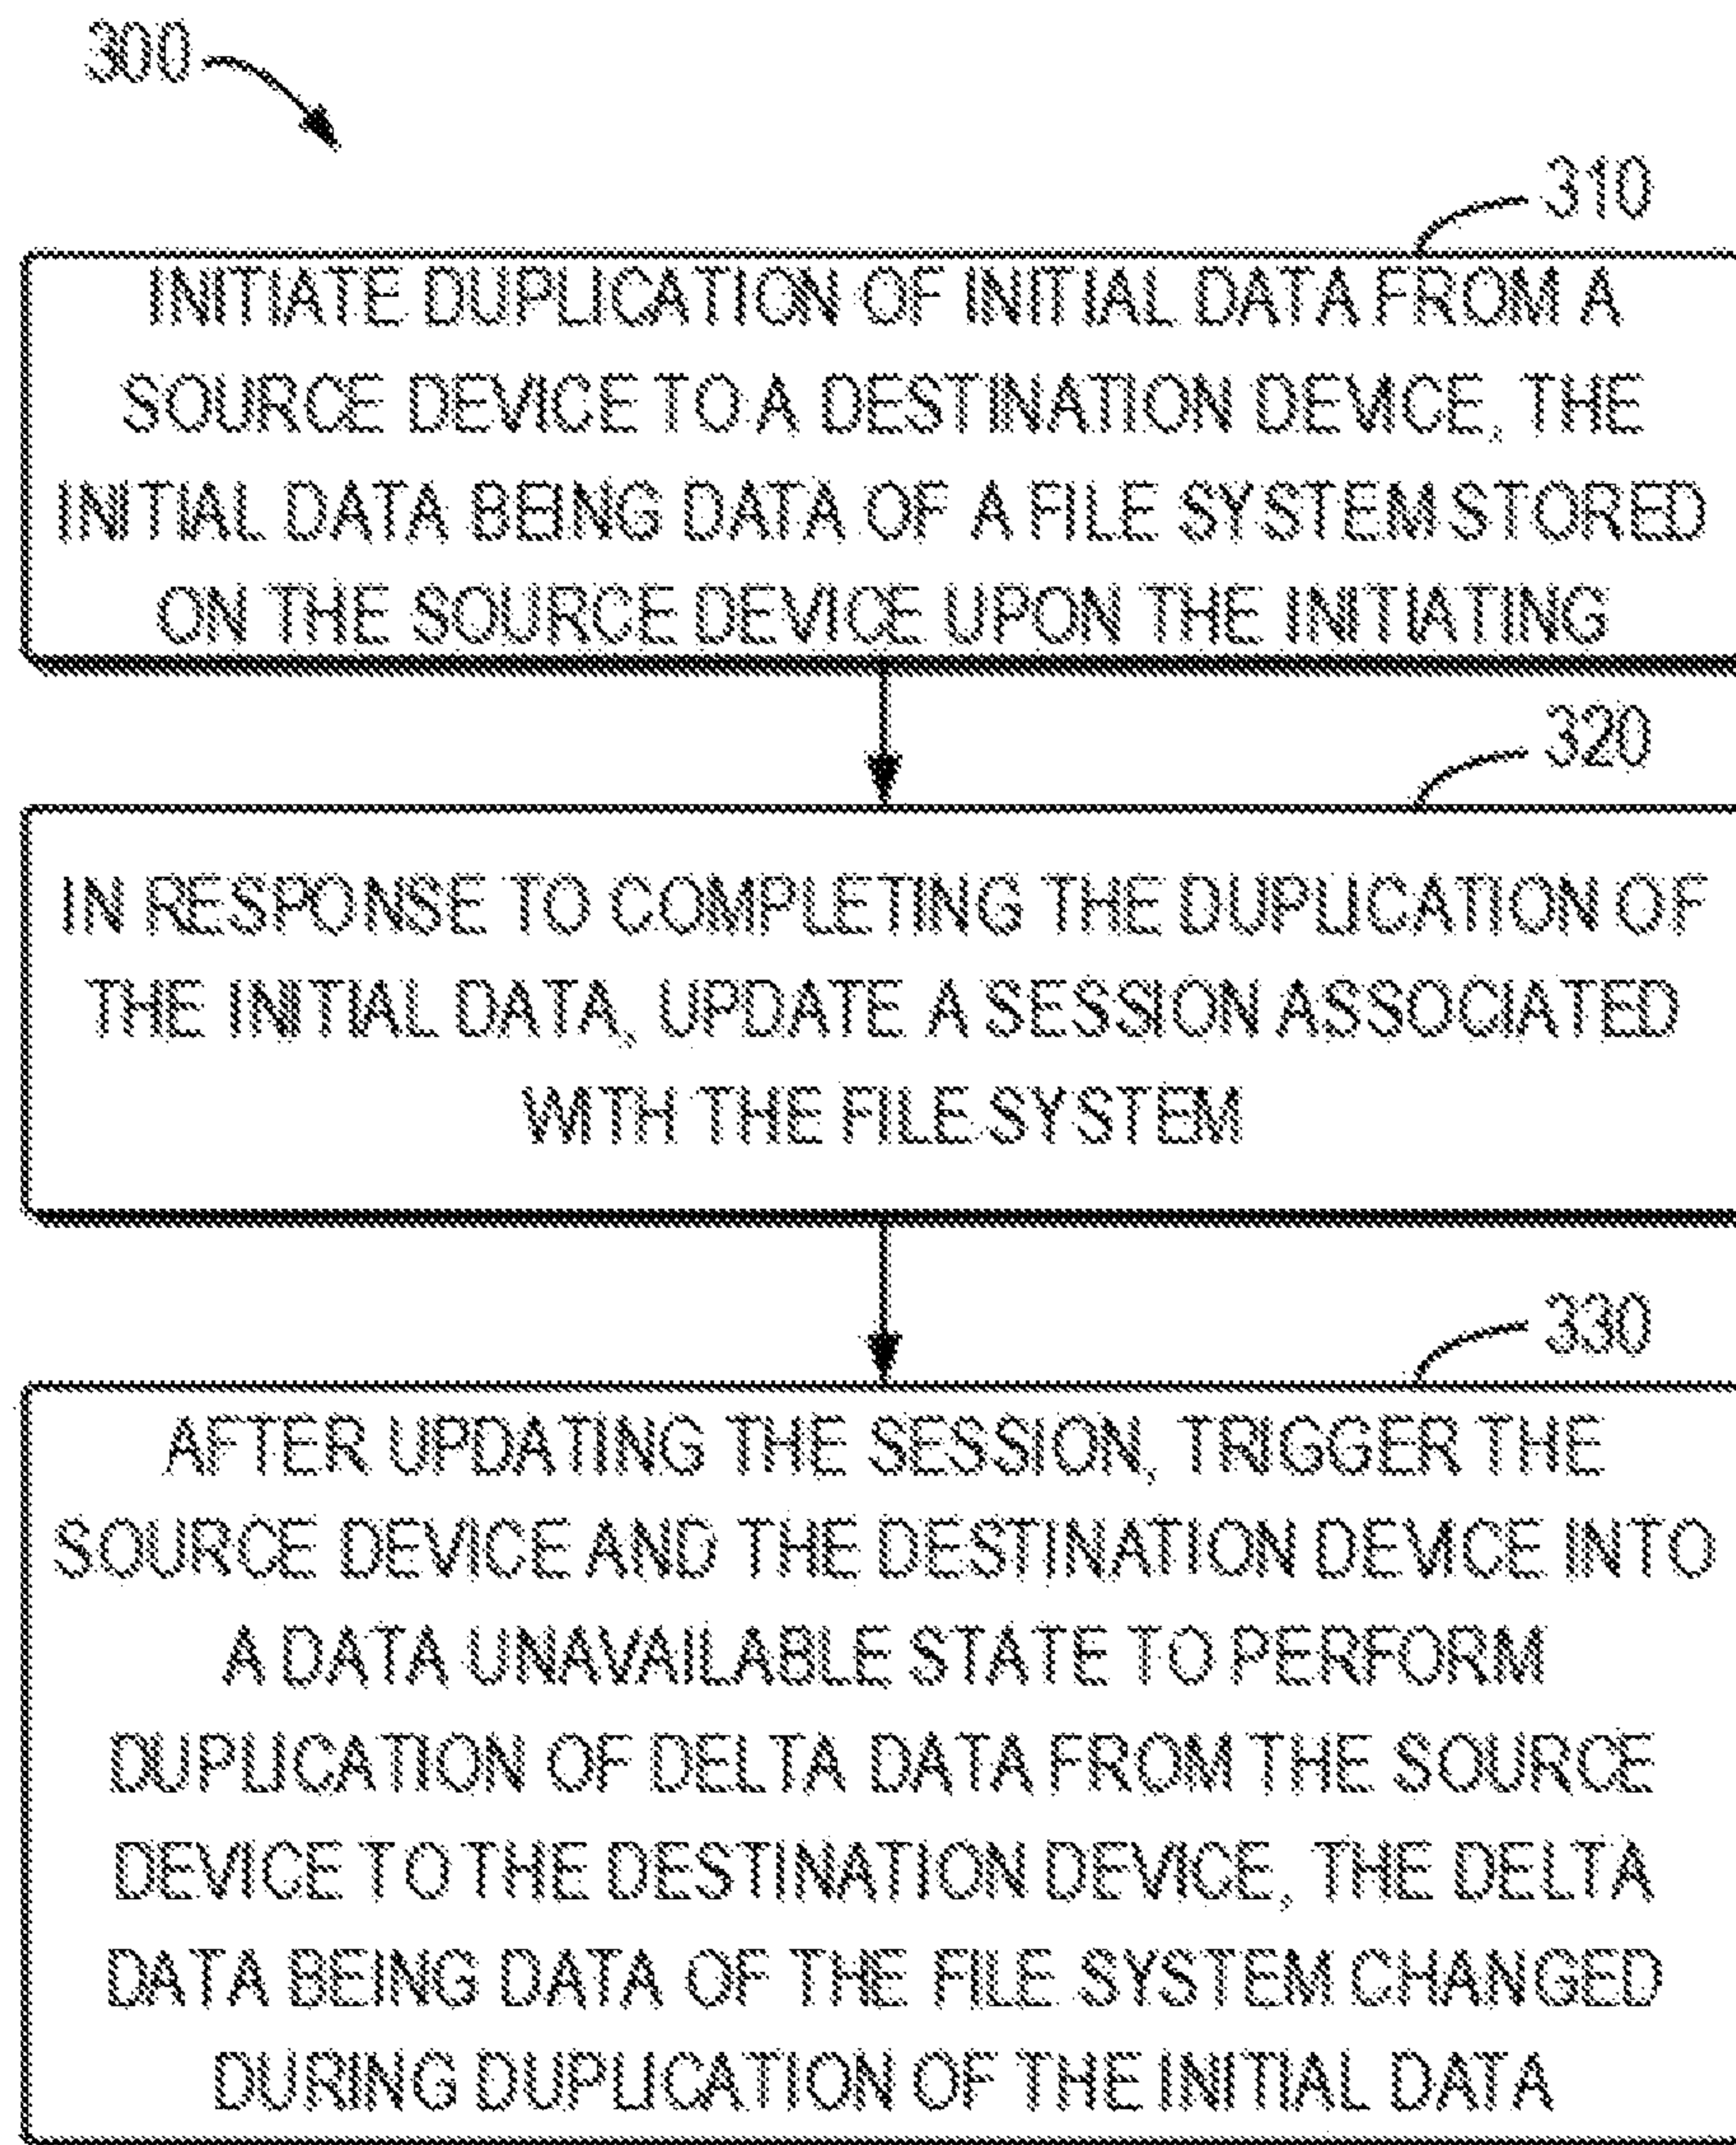 300
310
INITIATE DUPLICATION OF INITIAL DATA FROM A
SOURCE DEVICE TO A DESTINATION DEVICE, THE
INITIAL DATA BEING DATA OF A FILE SYSTEM STORED
ON THE SOURCE DEVICE UPON THE INITIATING
320
IN RESPONSE TO COMPLETING THE DUPLICATION OF
THE INITIAL DATA, UPDATE A SESSION ASSOCIATED
WITH THE FILE SYSTEM
330
AFTER UPDATING THE SESSION, TRIGGER THE
SOURCE DEVICE AND THE DESTINATION DEVICE INTO
A DATA UNAVAILABLE STATE TO PERFORM
DUPLICATION OF DELTA DATA FROM THE SOURCE
DEVICE TO THE DESTINATION DEVICE, THE DELTA
DATA BEING DATA OF THE FILE SYSTEM CHANGED
DURING DUPLICATION OF THE INITIAL DATA